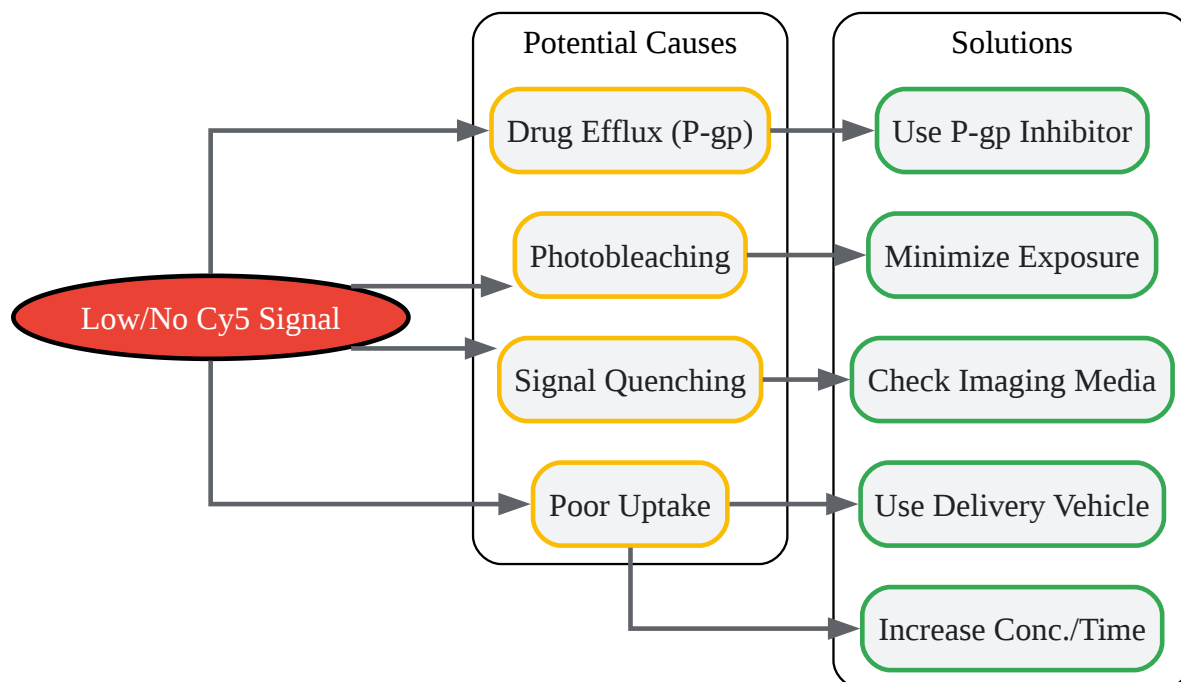 Potential Causes
Solutions
Drug Efflux (P-gp)
Use P-gp Inhibitor
Photobleaching
Minimize Exposure
Low/No Cy5 Signal
Signal Quenching
Check Imaging Media
Poor Uptake
Use Delivery Vehicle
Increase Conc./Time